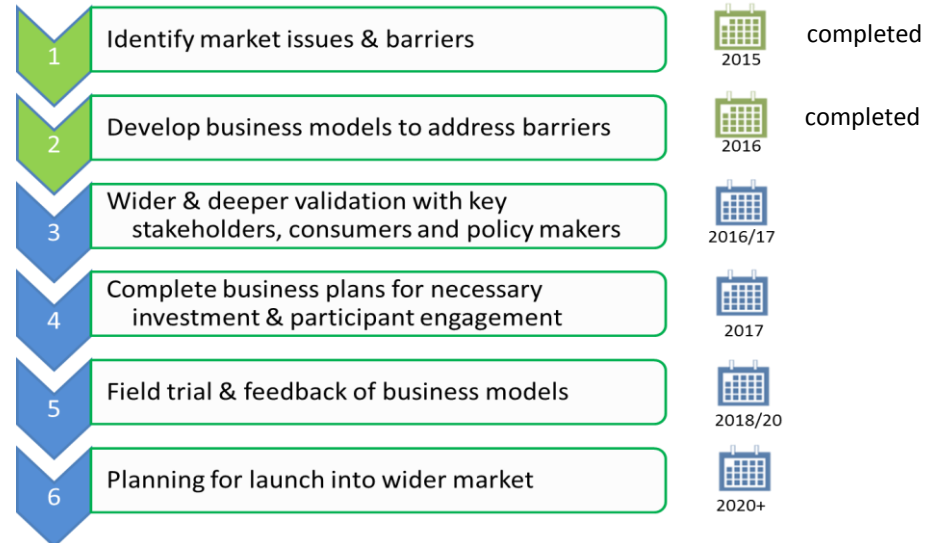 1
Identify market issues & barriers
2015
completed
2
Develop business models to address barriers
2016
completed
3
Wider & deeper validation with key
stakeholders, consumers and policy makers
2016/17
4
Complete business plans for necessary
investment & participant engagement
2017
5
Field trial & feedback of business models
2018/20
6
Planning for launch into wider market
2020+